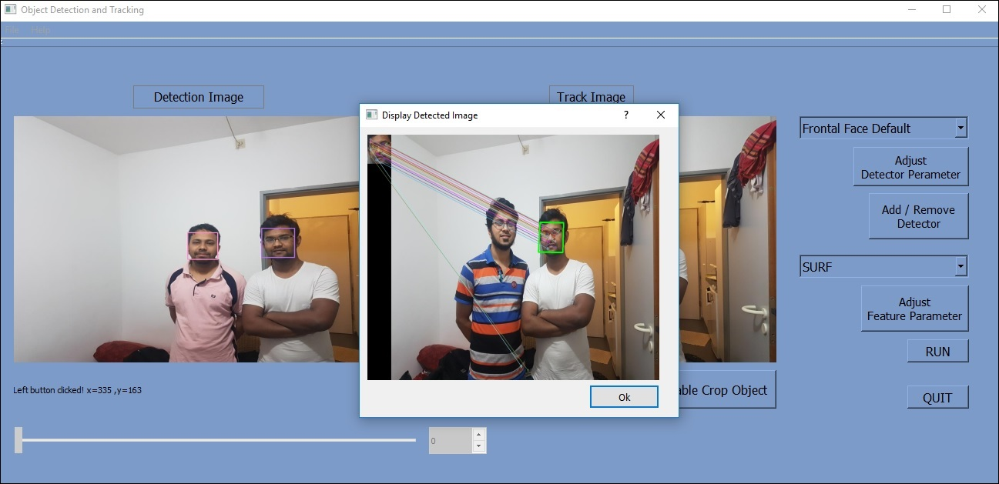 Object Detection and Tracking
File Help
Detection Image
Track Image
Display Detected Image
?
Frontal Face Default
Adjust
Detector Perameter
Add / Remove
Detector
SURF
Adjust
Feature Parameter
RUN
able Crop Object
QUIT
Ok
Left button clicked! x=335 ,y=163
0